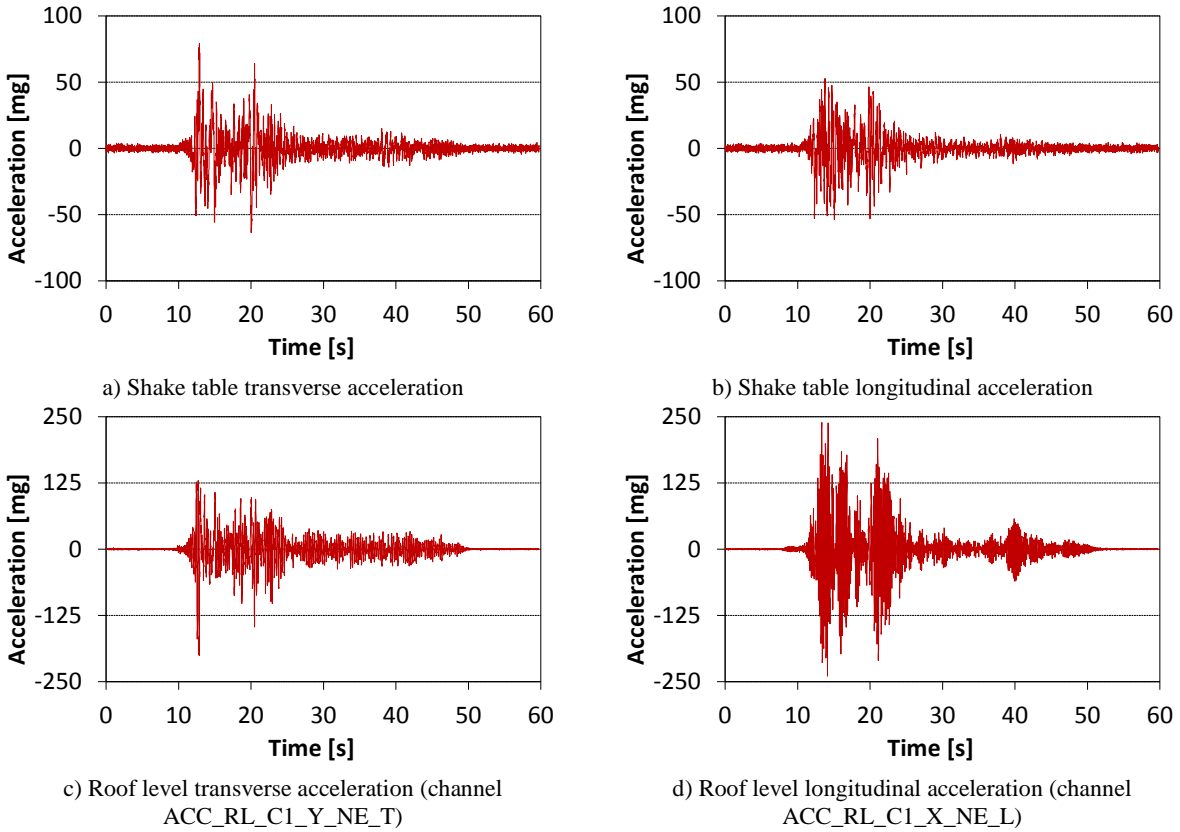 100
50
0
-50
-100
Acceleration [mg]
0 10 20 30 40 50 60
Time [s]
a) Shake table transverse acceleration
100
50
0
-50
-100
Acceleration [mg]
0 10 20 30 40 50 60
Time [s]
b) Shake table longitudinal acceleration
250
125
0
-125
-250
Acceleration [mg]
0 10 20 30 40 50 60
Time [s]
c) Roof level transverse acceleration (channel
ACC_RL_C1_Y_NE_T)
250
125
0
-125
-250
Acceleration [mg]
0 10 20 30 40 50 60
Time [s]
d) Roof level longitudinal acceleration (channel
ACC_RL_C1_X_NE_L)